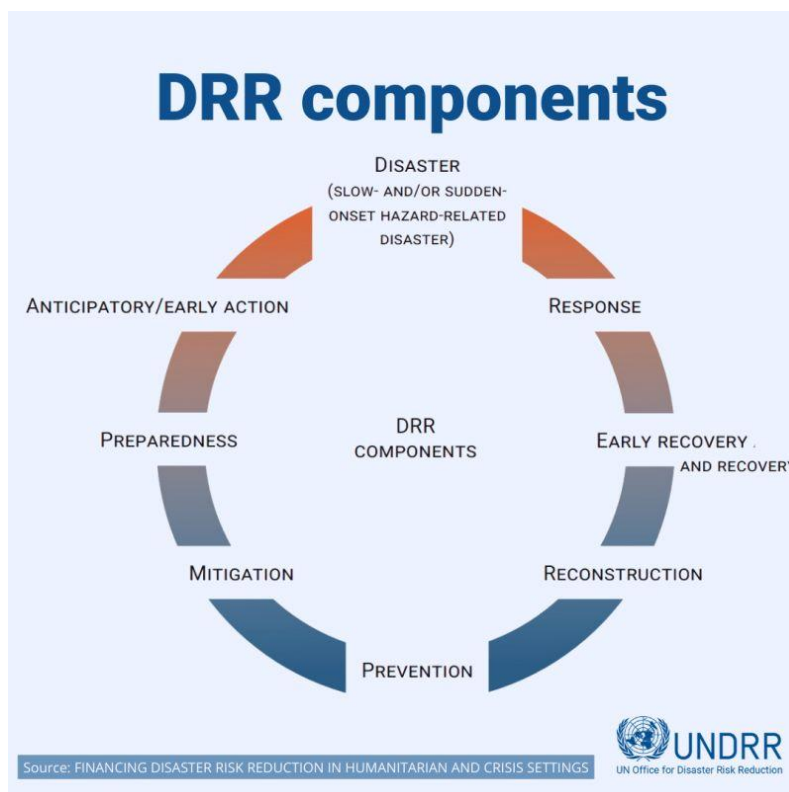 DRR components
DISASTER
(SLOW- AND/OR SUDDEN-
ONSET HAZARD-RELATED
DISASTER)
ANTICIPATORY/EARLY ACTION
RESPONSE
PREPAREDNESS
DRR
COMPONENTS
EARLY RECOVERY .
AND RECOVERY
MITIGATION
RECONSTRUCTION
PREVENTION
UNDRR
UN Office for Disaster Risk Reduction
Source: FINANCING DISASTER RISK REDUCTION IN HUMANITARIAN AND CRISIS SETTINGS